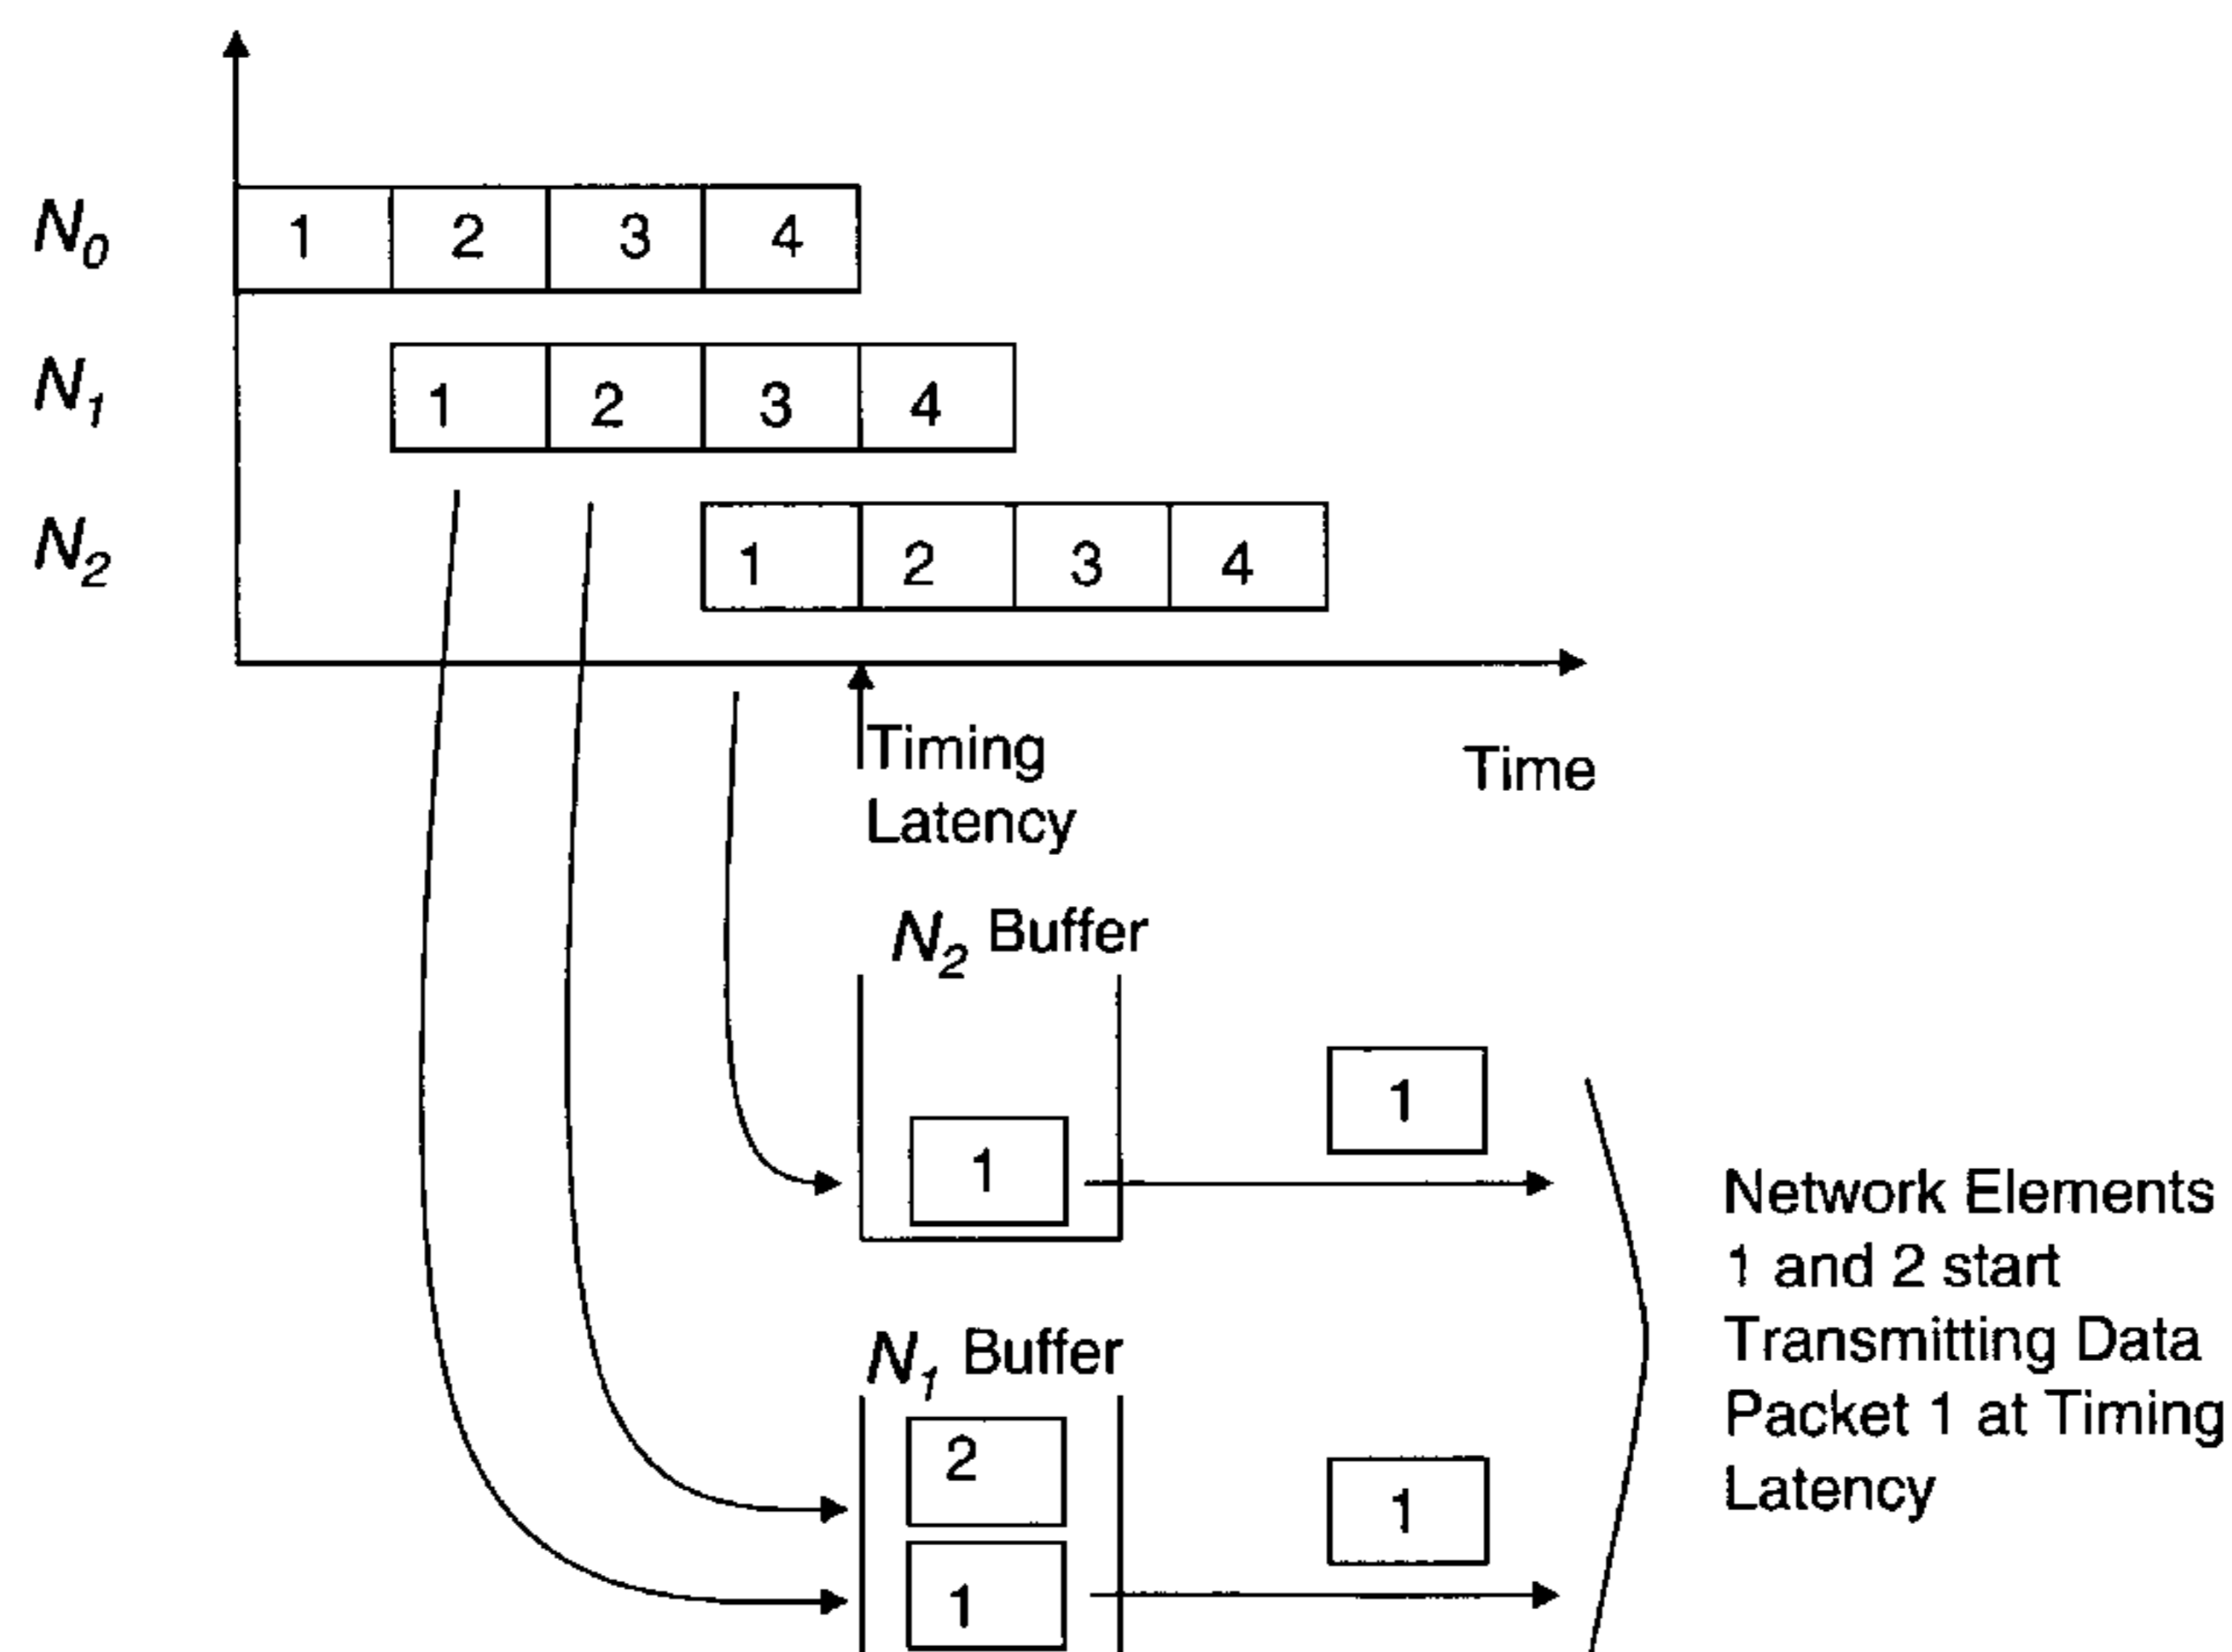 N0 1 2 3 4
N1 1 2 3 4
N2 1 2 3 4
Timing
Latency
Time
N2 Buffer
1
1
N1 Buffer
2
1
1
Network Elements
1 and 2 start
Transmitting Data
Packet 1 at Timing
Latency